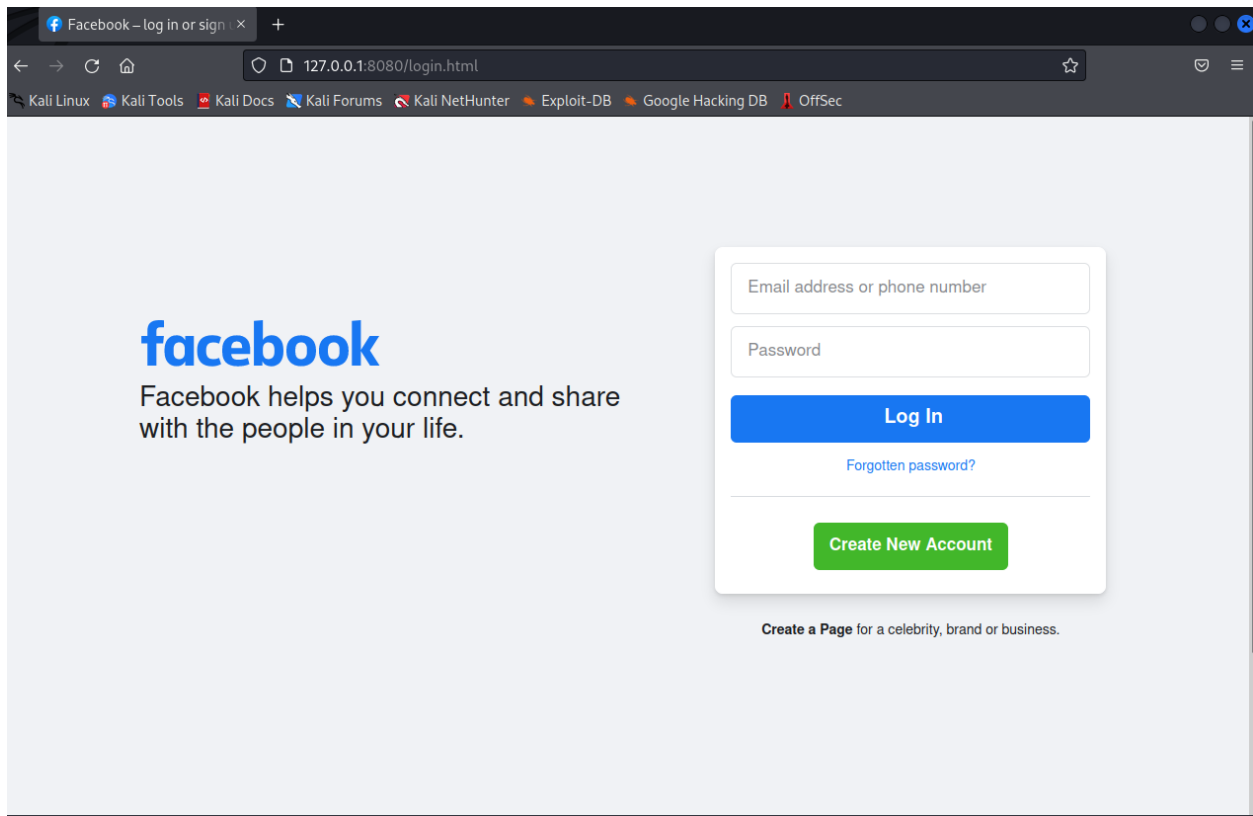 Facebook – log in or sign
127.0.0.1:8080/login.html
Kali Linux Kali Tools Kali Docs Kali Forums Kali NetHunter Exploit-DB Google Hacking DB OffSec
facebook
Facebook helps you connect and share
with the people in your life.
Email address or phone number
Password
Log In
Forgotten password?
Create New Account
Create a Page for a celebrity, brand or business.